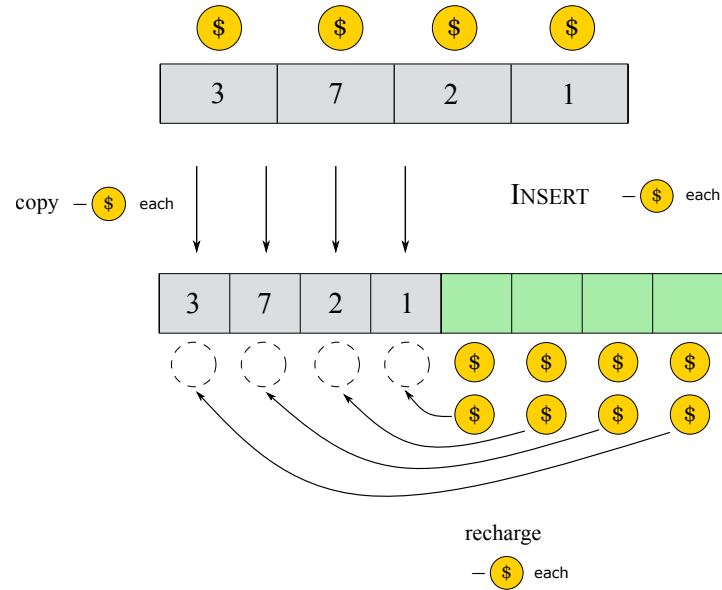 $ $ $ $
3 7 2 1
copy – $ each
INSERT – $ each
3 7 2 1
$ $ $ $
$ $ $ $
recharge
– $ each